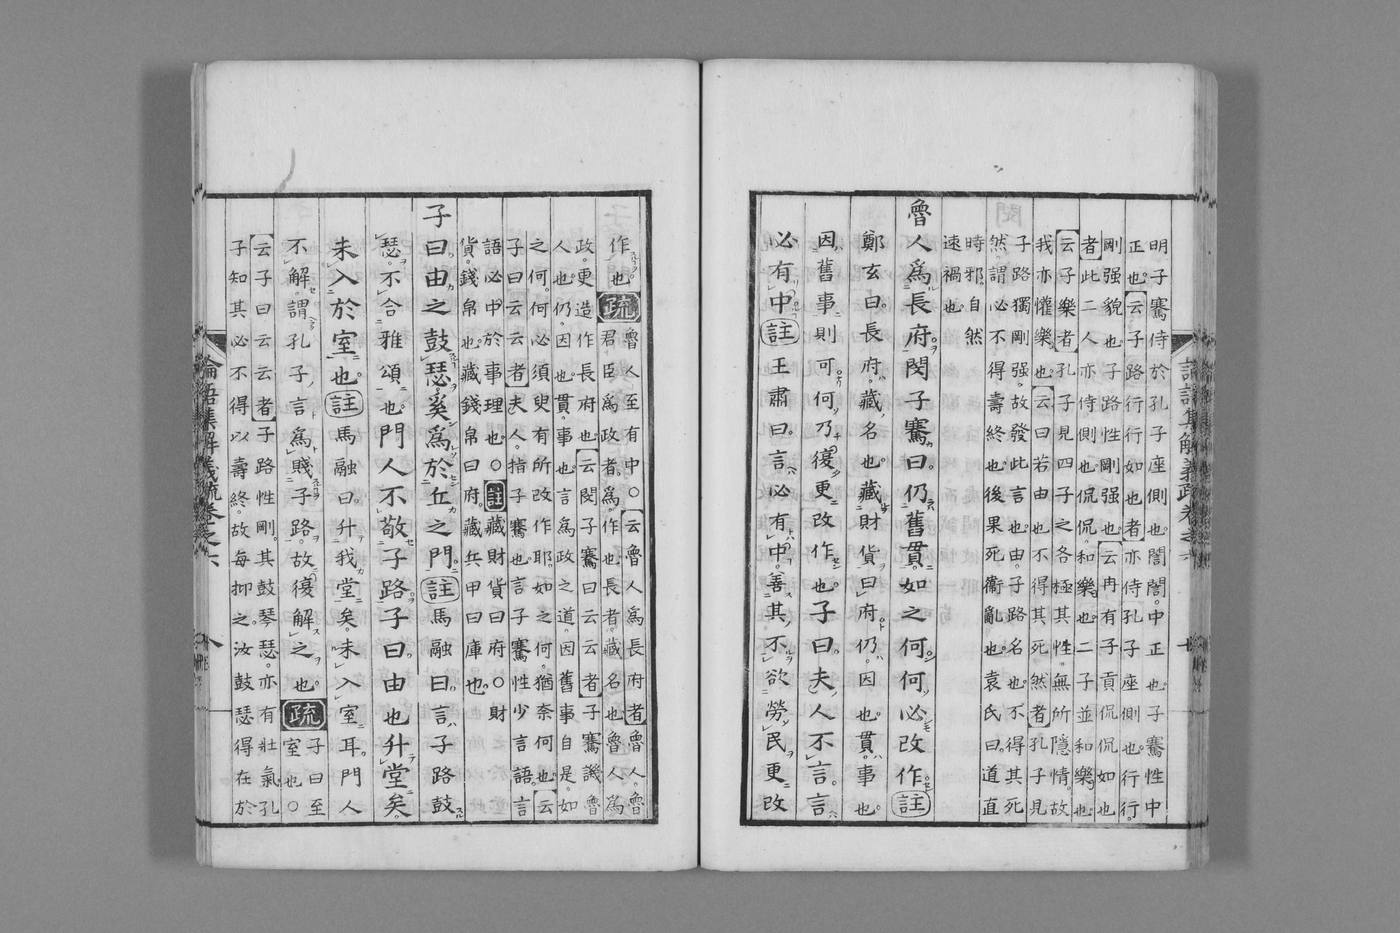 明子騫侍於孔子座側也誾誾中正也子騫性中
正也【云子路行行如也者】亦侍孔子座側也行行
剛强貌也子路性剛强也【云冉有子貢侃侃如也
者】此二人亦侍側也侃侃和樂也二子並和樂也
【云子樂者】孔子見四子之各極其性無所隱情故
我亦懽樂也【云曰若由也不得其死然者】孔子見
子路獨剛强故發此言也由子路名也不得其死
然謂必不得壽終也後果死衞亂也袁氏曰道直
時邪自然
速禍也
魯人爲長府閔子騫曰仍舊貫如之何何必改作註
鄭玄曰長府藏名也藏財貨曰府仍因也貫事也
因舊事則可何乃復更改作也子曰夫人不言言
必有中註王肅曰言必有中善其不欲勞民更改
作也疏
魯人至有中〇【云魯人爲長府者】魯人魯
君臣爲政者爲作也長者藏名也魯人爲
政更造作長府也【云閔子騫曰云云者】子騫譏魯
人也仍因也貫事也言爲政之道因舊事自是如
之何何必須臾有所改作耶如之何猶奈何也【云
子曰云云者】夫人指子騫也言子騫性少言語言
語必中於事理也〇註藏財貨曰府〇財
貨錢帛也藏錢帛曰府藏兵甲曰庫也
子曰由之鼓瑟奚爲於丘之門註馬融曰言子路鼓
瑟不合雅頌也門人不敬子路子曰由也升堂矣
未入於室也註馬融曰升我堂矣未入室耳門人
不解謂孔子言爲賤子路故復解之也疏
子曰至
室也〇
【云子曰云云者】子路性剛其鼓琴瑟亦有壯氣孔
子知其必不得以壽終故每抑之汝鼓瑟得在於
論語集解義疏卷之六
八